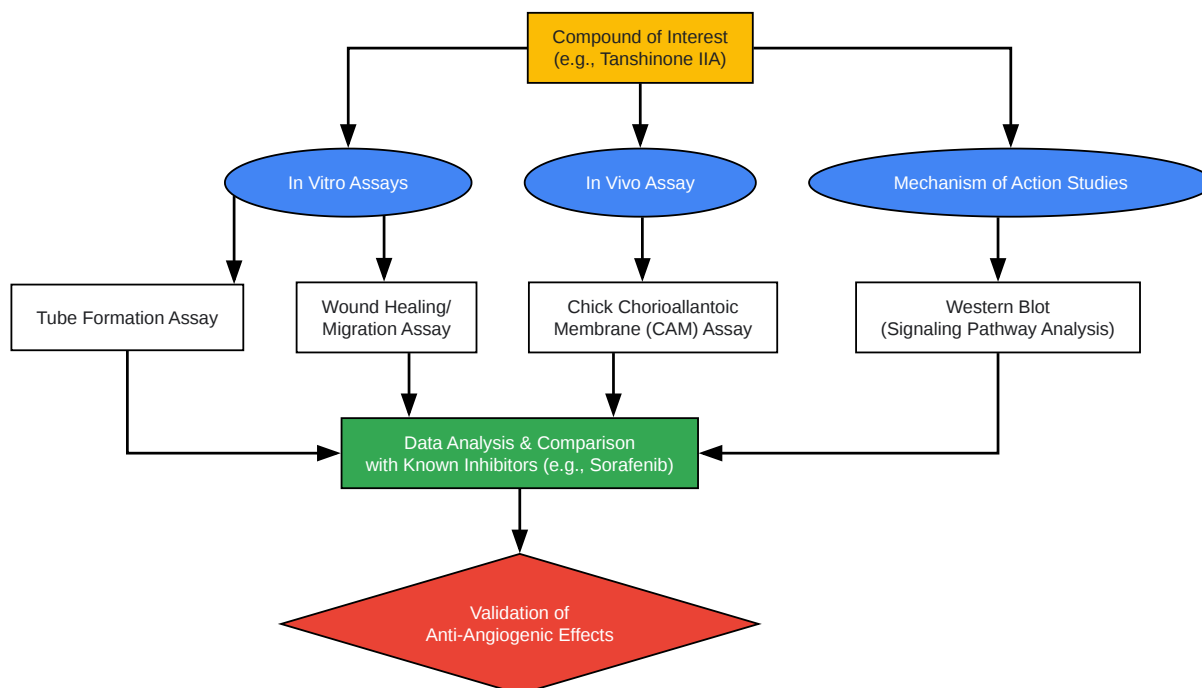 Compound of Interest
(e.g., Tanshinone IIA)
In Vitro Assays
In Vivo Assay
Mechanism of Action Studies
Tube Formation Assay
Wound Healing/
Migration Assay
Chick Chorioallantoic
Membrane (CAM) Assay
Western Blot
(Signaling Pathway Analysis)
Data Analysis & Comparison
with Known Inhibitors (e.g., Sorafenib)
Validation of
Anti-Angiogenic Effects